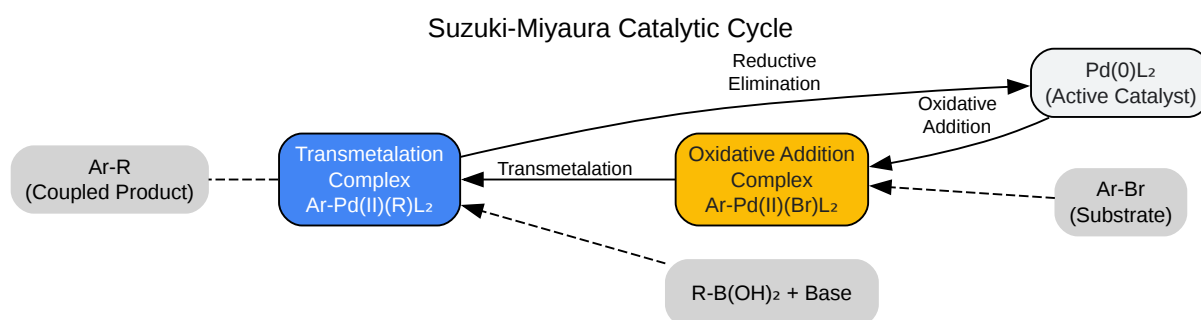 Suzuki-Miyaura Catalytic Cycle
Reductive
Elimination
Pd(0)L₂
(Active Catalyst)
Oxidative
Addition
Ar-R
(Coupled Product)
Transmetalation
Complex
Ar-Pd(II)(R)L₂
Transmetalation
Oxidative Addition
Complex
Ar-Pd(II)(Br)L₂
Ar-Br
(Substrate)
R-B(OH)₂ + Base